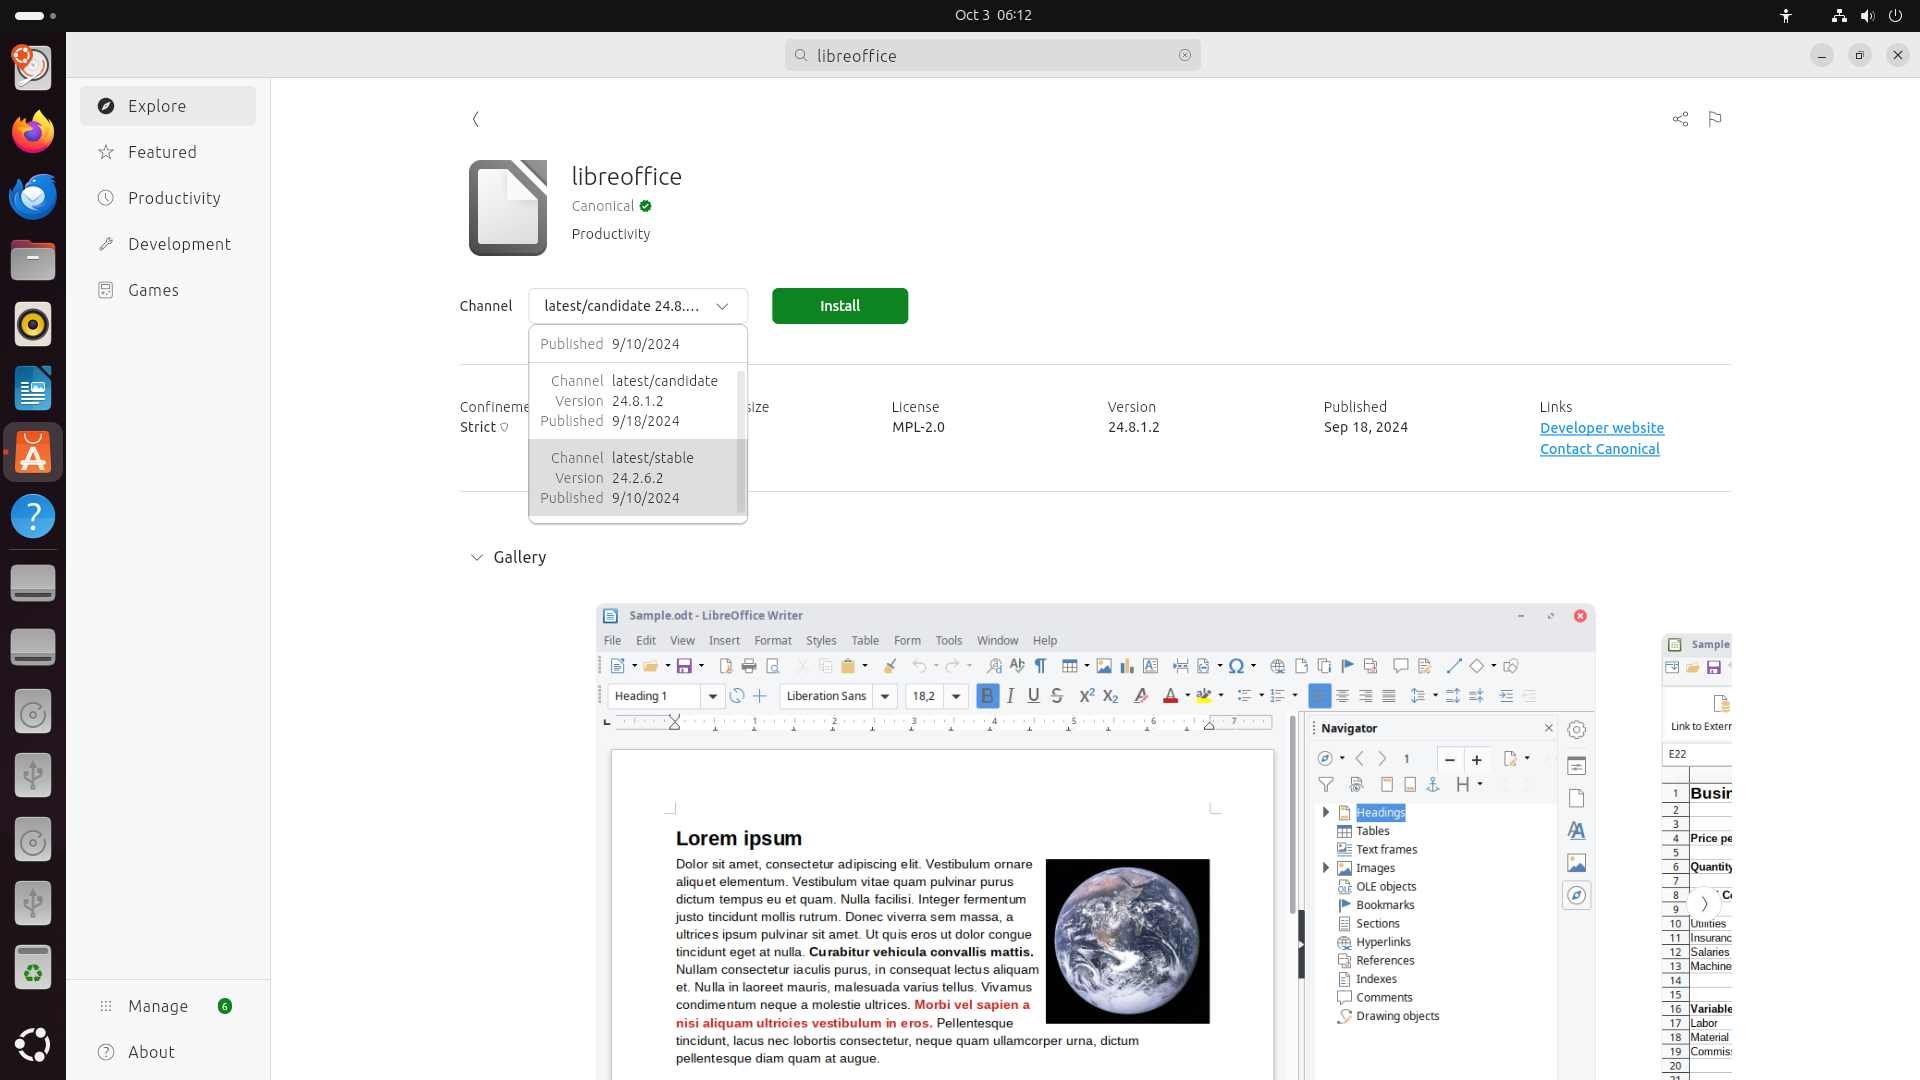 Oct 3 06:12
libreoffice
Explore
Featured
Productivity
Development
Games
Manage 6
About
libreoffice
Canonical
Productivity
Channel latest/candidate 24.8.... Install
Published 9/10/2024
Channel latest/candidate
Version 24.8.1.2
Published 9/18/2024
Channel latest/stable
Version 24.2.6.2
Published 9/10/2024
Confineme
Strict
size
License
MPL-2.0
Version
24.8.1.2
Published
Sep 18, 2024
Links
Developer website
Contact Canonical
Gallery
Sample.odt - LibreOffice Writer
File Edit View Insert Format Styles Table Form Tools Window Help
Heading 1 Liberation Sans 18,2
1 2 3 4 5 6 7
Lorem ipsum
Dolor sit amet, consectetur adipiscing elit. Vestibulum ornare
aliquet elementum. Vestibulum vitae quam pulvinar purus
dictum tempus eu et quam. Nulla facilisi. Integer fermentum
justo tincidunt mollis rutrum. Donec viverra sem massa, a
ultrices ipsum pulvinar sit amet. Ut quis eros ut dolor congue
tincidunt eget at nulla. Curabitur vehicula convallis mattis.
Nullam consectetur iaculis purus, in consequat lectus aliquam
et. Nulla in laoreet mauris, malesuada varius tellus. Vivamus
condimentum neque a molestie ultrices. Morbi vel sapien a
nisi aliquam ultricies vestibulum in eros. Pellentesque
tincidunt, lacus nec lobortis consectetur, neque quam ullamcorper urna, dictum
pellentesque diam quam at augue.
Navigator
1
Headings
Tables
Text frames
Images
OLE objects
Bookmarks
Sections
Hyperlinks
References
Indexes
Comments
Drawing objects
Sample
Link to Extern
E22
1 Busin
2
3
4 Price pe
5
6 Quantity
7
8
9
10 Utilities
11 Insuranc
12 Salaries
13 Machine
14
15
16 Variable
17 Labor
18 Material
19 Commiss
20